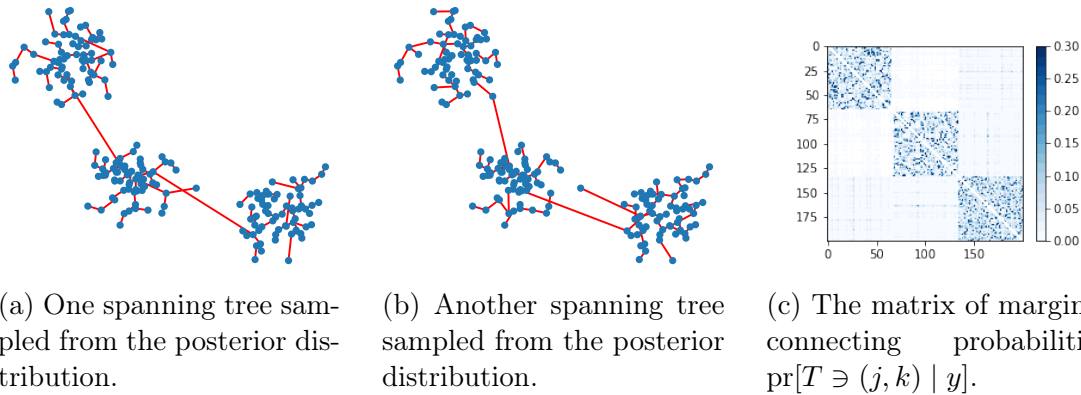 0
25
50
75
100
125
150
175
0
50
100
150
0.30
0.25
0.20
0.15
0.10
0.05
0.00
(a) One spanning tree sam-
pled from the posterior dis-
tribution.
(b) Another spanning tree
sampled from the posterior
distribution.
(c) The matrix of margin
connecting probabiliti
pr[T ∋ (j, k) | y].